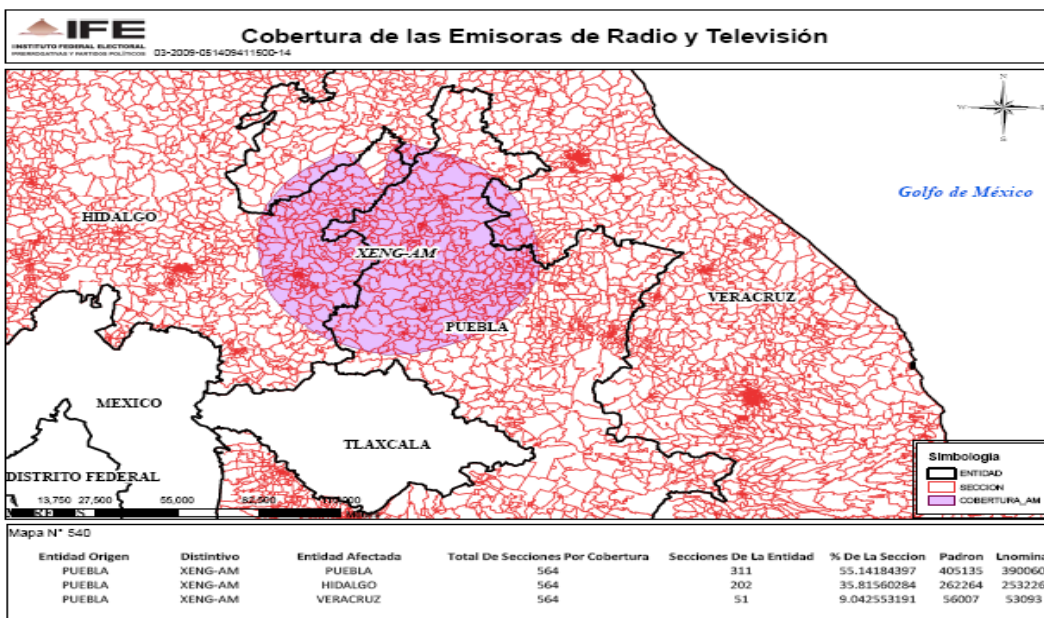 IFE
INSTITUTO FEDERAL ELECTORAL
PRERROGATIVAS Y PARTIDOS POLÍTICOS
03-2009-051409411500-14
Cobertura de las Emisoras de Radio y Televisión
N
W
Golfo de México
HIDALGO
XENG-AM
VERACRUZ
PUEBLA
MEXICO
TLAXCALA
DISTRITO FEDERAL
13,750 27,500 55,000
Simbología
ENTIDAD
SECCION
COBERTURA_AM
Mapa N° 540
Entidad Origen Distintivo Entidad Afectada Total De Secciones Por Cobertura Secciones De La Entidad % De La Seccion Padron Lnomina
PUEBLA XENG-AM PUEBLA 564 311 55.14184397 405135 390060
PUEBLA XENG-AM HIDALGO 564 202 35.81560284 262264 253226
PUEBLA XENG-AM VERACRUZ 564 51 9.042553191 56007 53093